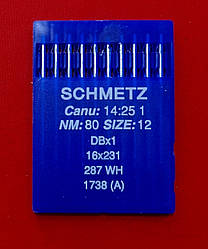 SCHMETZ
Canu: 14:25 1
NM: 80 SIZE: 12
DBx1
16x231
287 WH
1738 (A)